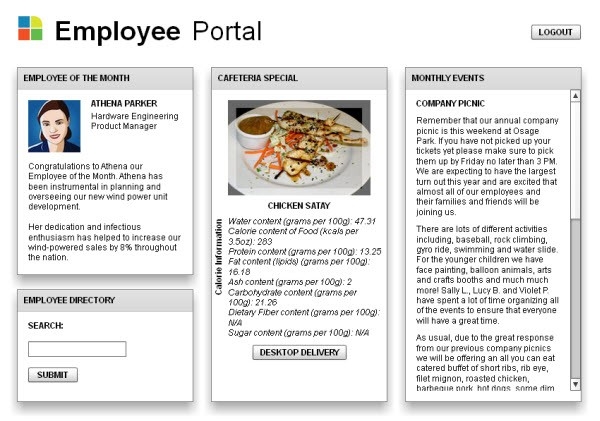 Employee Portal
LOGOUT
EMPLOYEE OF THE MONTH
ATHENA PARKER
Hardware Engineering
Product Manager
Congratulations to Athena our
Employee of the Month. Athena has
been instrumental in planning and
overseeing our new wind power unit
development.
Her dedication and infectious
enthusiasm has helped to increase our
wind-powered sales by 8% throughout
the nation.
EMPLOYEE DIRECTORY
SEARCH:
SUBMIT
CAFETERIA SPECIAL
CHICKEN SATAY
Calorie Information
Water content (grams per 100g): 47.31
Calorie content of Food (kcals per
3.5oz): 283
Protein content (grams per 100g): 13.25
Fat content (lipids) (grams per 100g):
16.18
Ash content (grams per 100g): 2
Carbohydrate content (grams per
100g): 21.26
Dietary Fiber content (grams per 100g):
N/A
Sugar content (grams per 100g): N/A
DESKTOP DELIVERY
MONTHLY EVENTS
COMPANY PICNIC
Remember that our annual company
picnic is this weekend at Osage
Park. If you have not picked up your
tickets yet please make sure to pick
them up by Friday no later than 3 PM.
We are expecting to have the largest
turn out this year and are excited that
almost all of our employees and
their families and friends will be
joining us.
There are lots of different activities
including, baseball, rock climbing,
gyro ride, swimming and water slide.
For the younger children we have
face painting, balloon animals, arts
and crafts booths and much much
more! Sally L., Lucy B. and Violet P.
have spent a lot of time organizing all
of the events to ensure that everyone
will have a great time.
As usual, due to the great response
from our previous company picnics
we will be offering an all you can eat
catered buffet of short ribs, rib eye,
filet mignon, roasted chicken,
barbeque pork, hot dogs, some dim